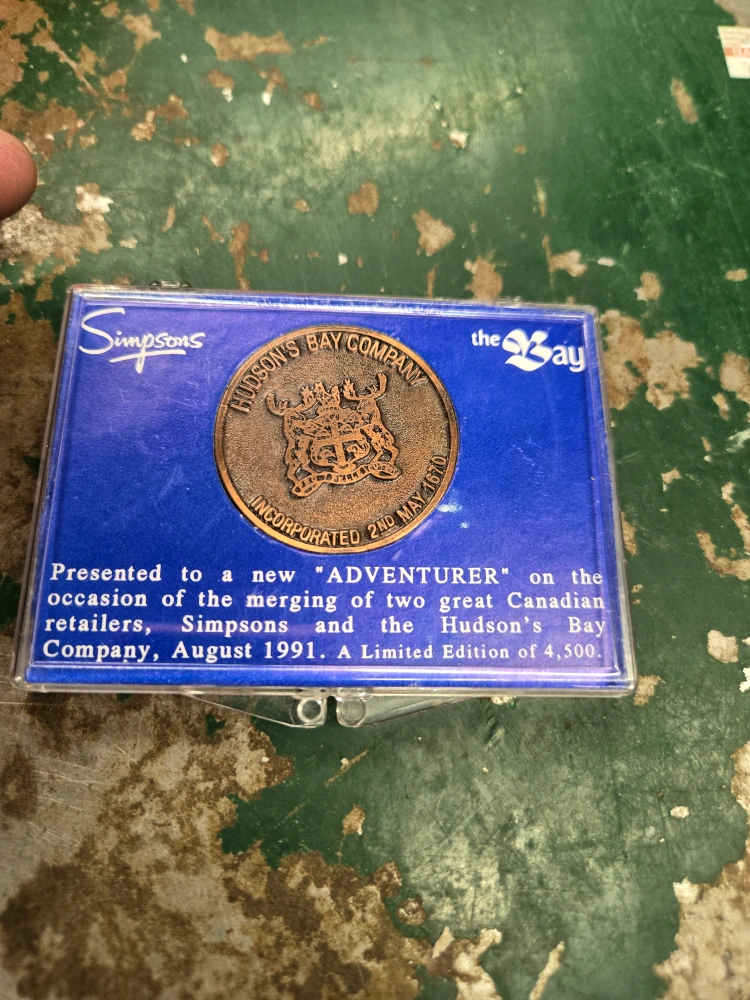 Simpsons
the Bay
HUDSON'S BAY COMPANY
INCORPORATED 2ND MAY 1670
Presented to a new "ADVENTURER" on the
occasion of the merging of two great Canadian
retailers, Simpsons and the Hudson's Bay
Company, August 1991. A Limited Edition of 4,500.